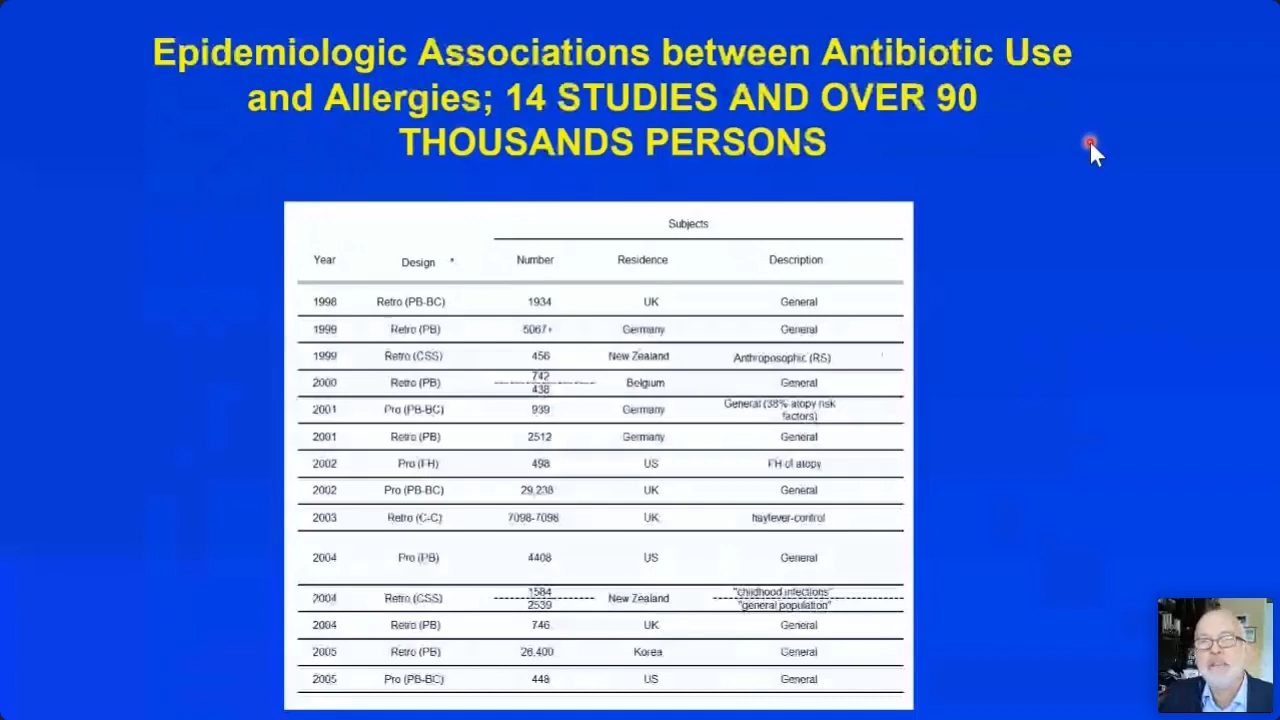 Epidemiologic Associations between Antibiotic Use
and Allergies; 14 STUDIES AND OVER 90
THOUSANDS PERSONS
Subjects
Year Design * Number Residence Description
1998 Retro (PB-BC) 1934 UK General
1999 Retro (PB) 5067+ Germany General
1999 Retro (CSS) 456 New Zealand Anthroposophic (RS)
2000 Retro (PB) 742 Belgium General
438
2001 Pro (PB-BC) 939 Germany General (38% atopy risk
factors)
2001 Retro (PB) 2512 Germany General
2002 Pro (FH) 498 US FH of atopy
2002 Pro (PB-BC) 29,238 UK General
2003 Retro (C-C) 7098-7098 UK hayfever-control
2004 Pro (PB) 4408 US General
2004 Retro (CSS) 1584 New Zealand "childhood infections"
2539 "general population"
2004 Retro (PB) 746 UK General
2005 Retro (PB) 26,400 Korea General
2005 Pro (PB-BC) 448 US General